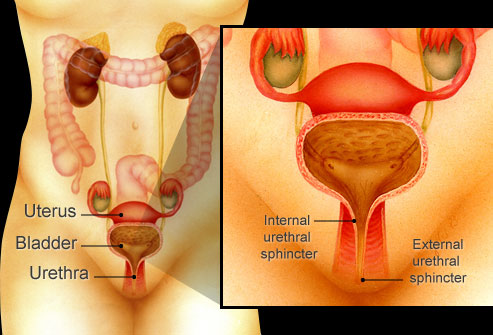 Uterus
Bladder
Urethra
Internal
urethral
sphincter
External
urethral
sphincter